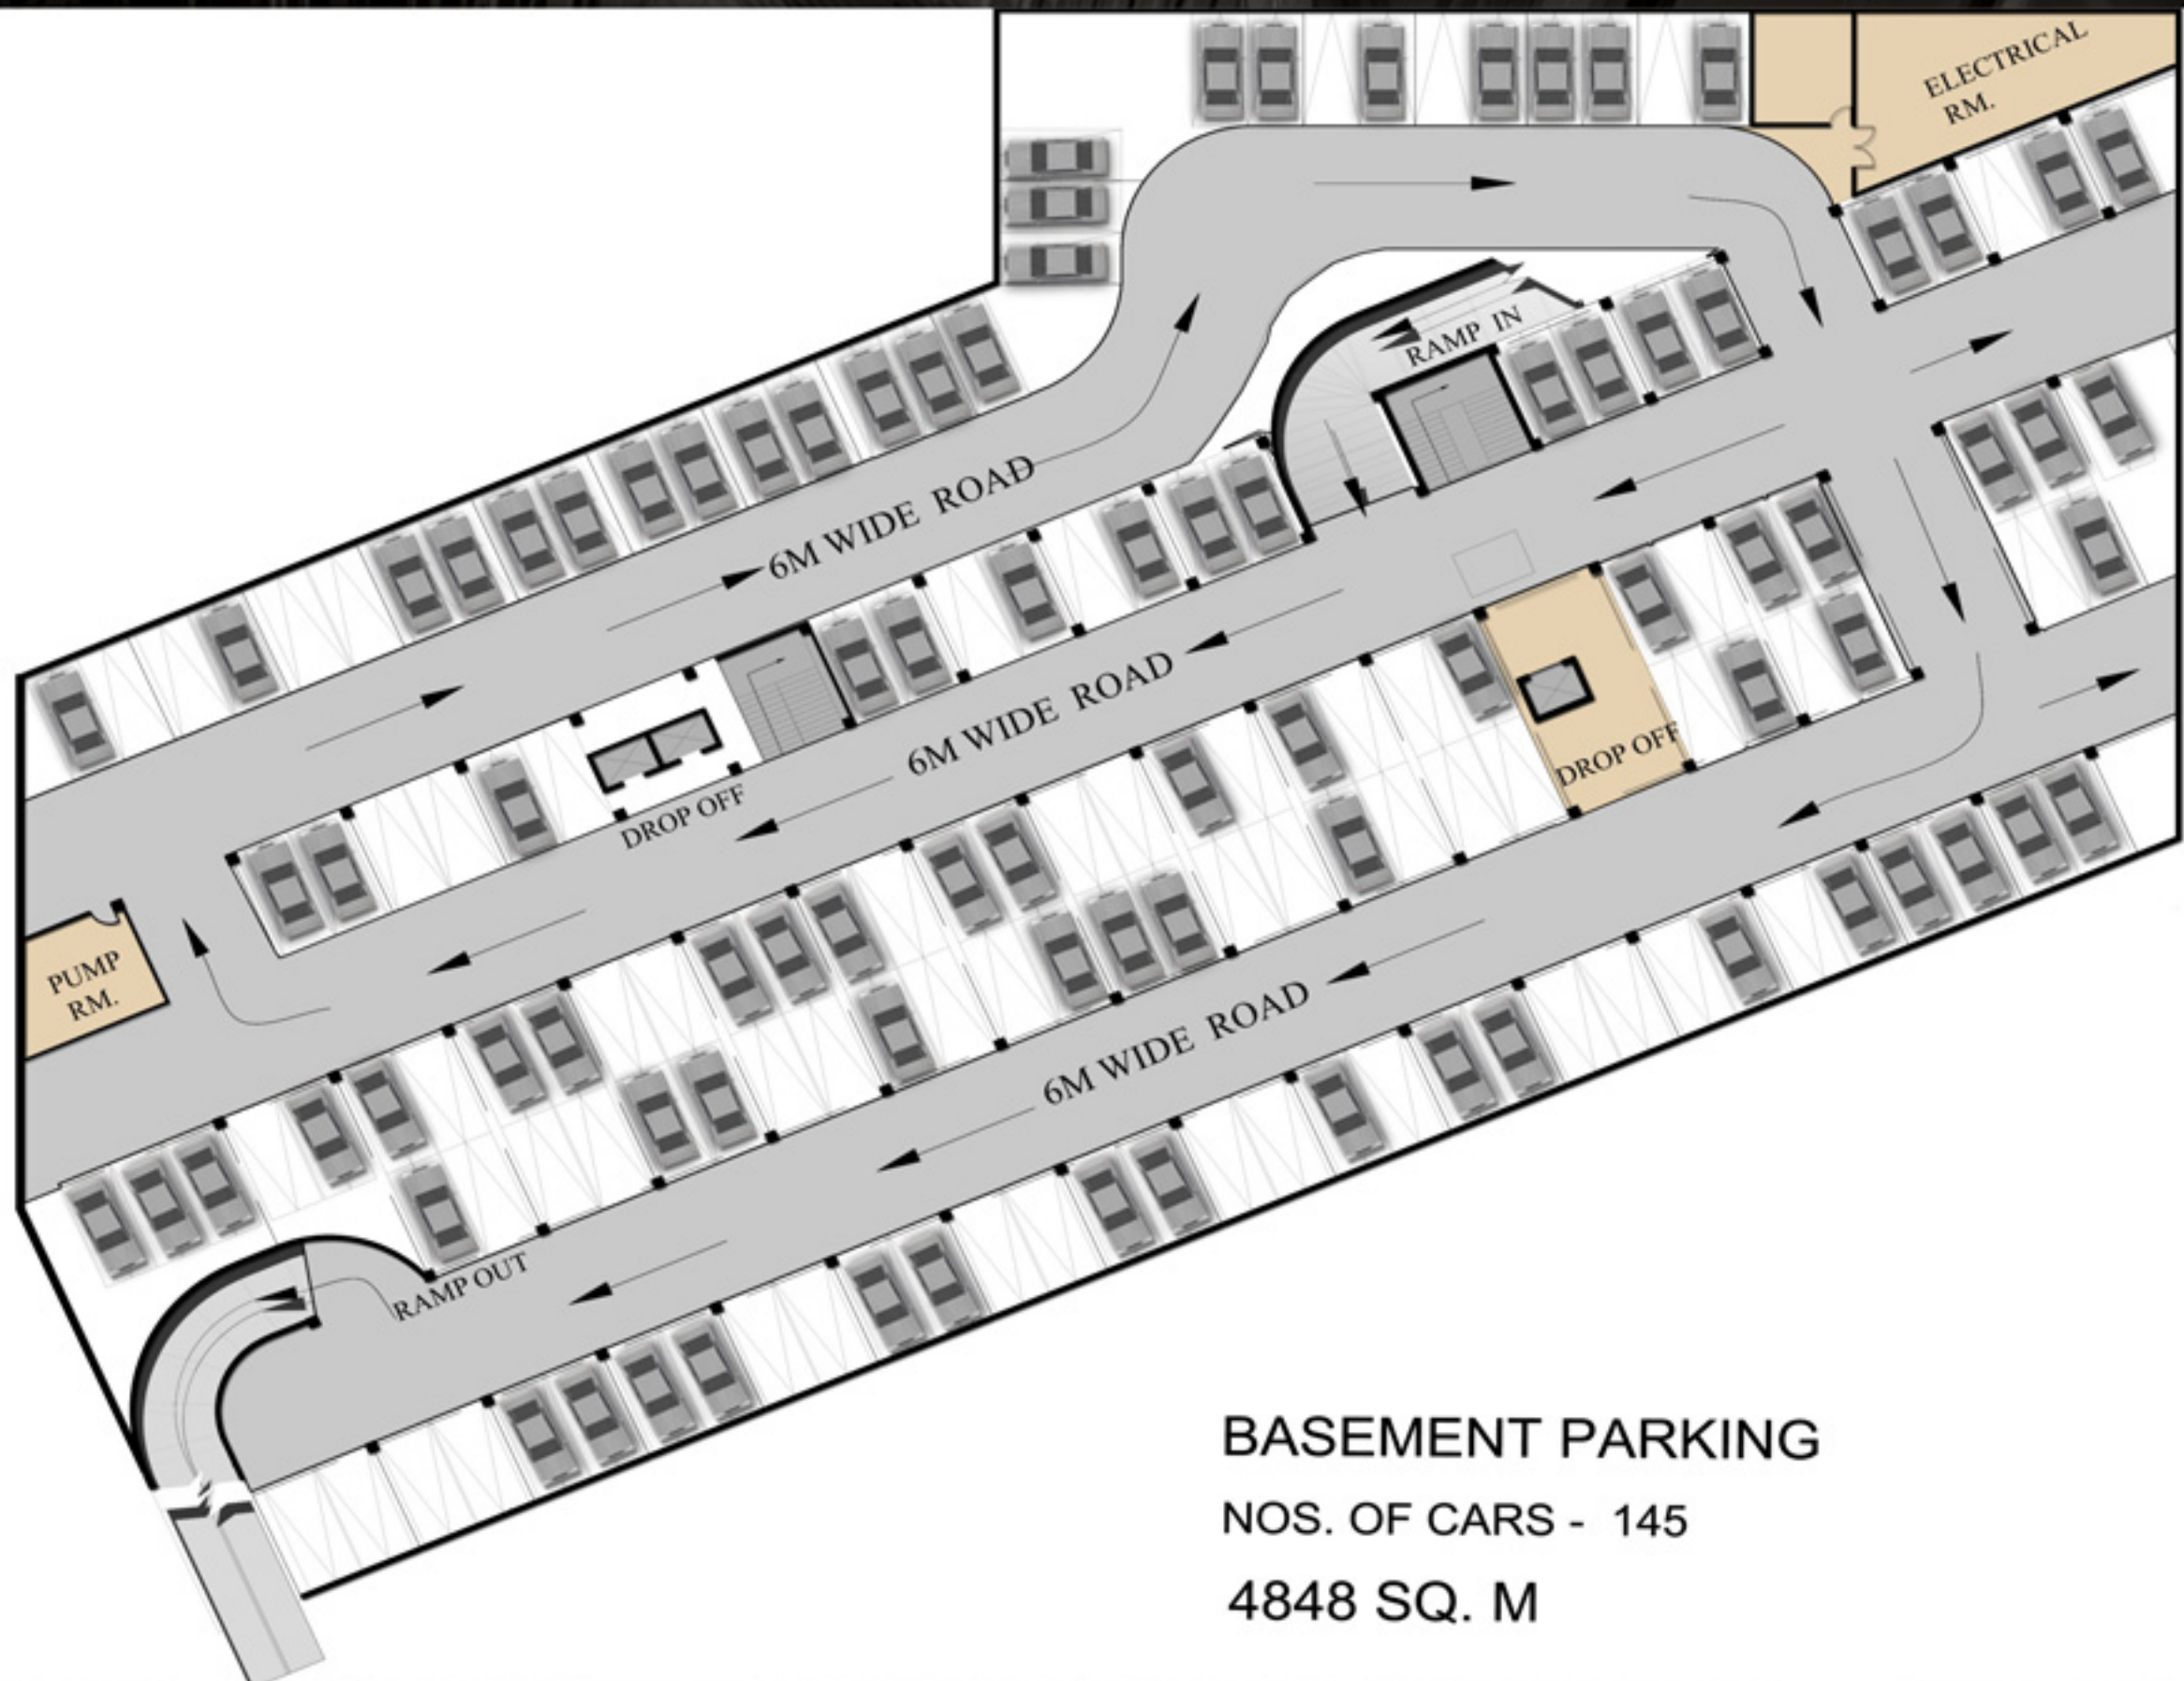 ELECTRICAL
RM.
RAMP IN
6M WIDE ROAD
6M WIDE ROAD
DROP OFF
DROP OFF
PUMP
RM.
6M WIDE ROAD
RAMP OUT
BASEMENT PARKING
NOS. OF CARS - 145
4848 SQ. M